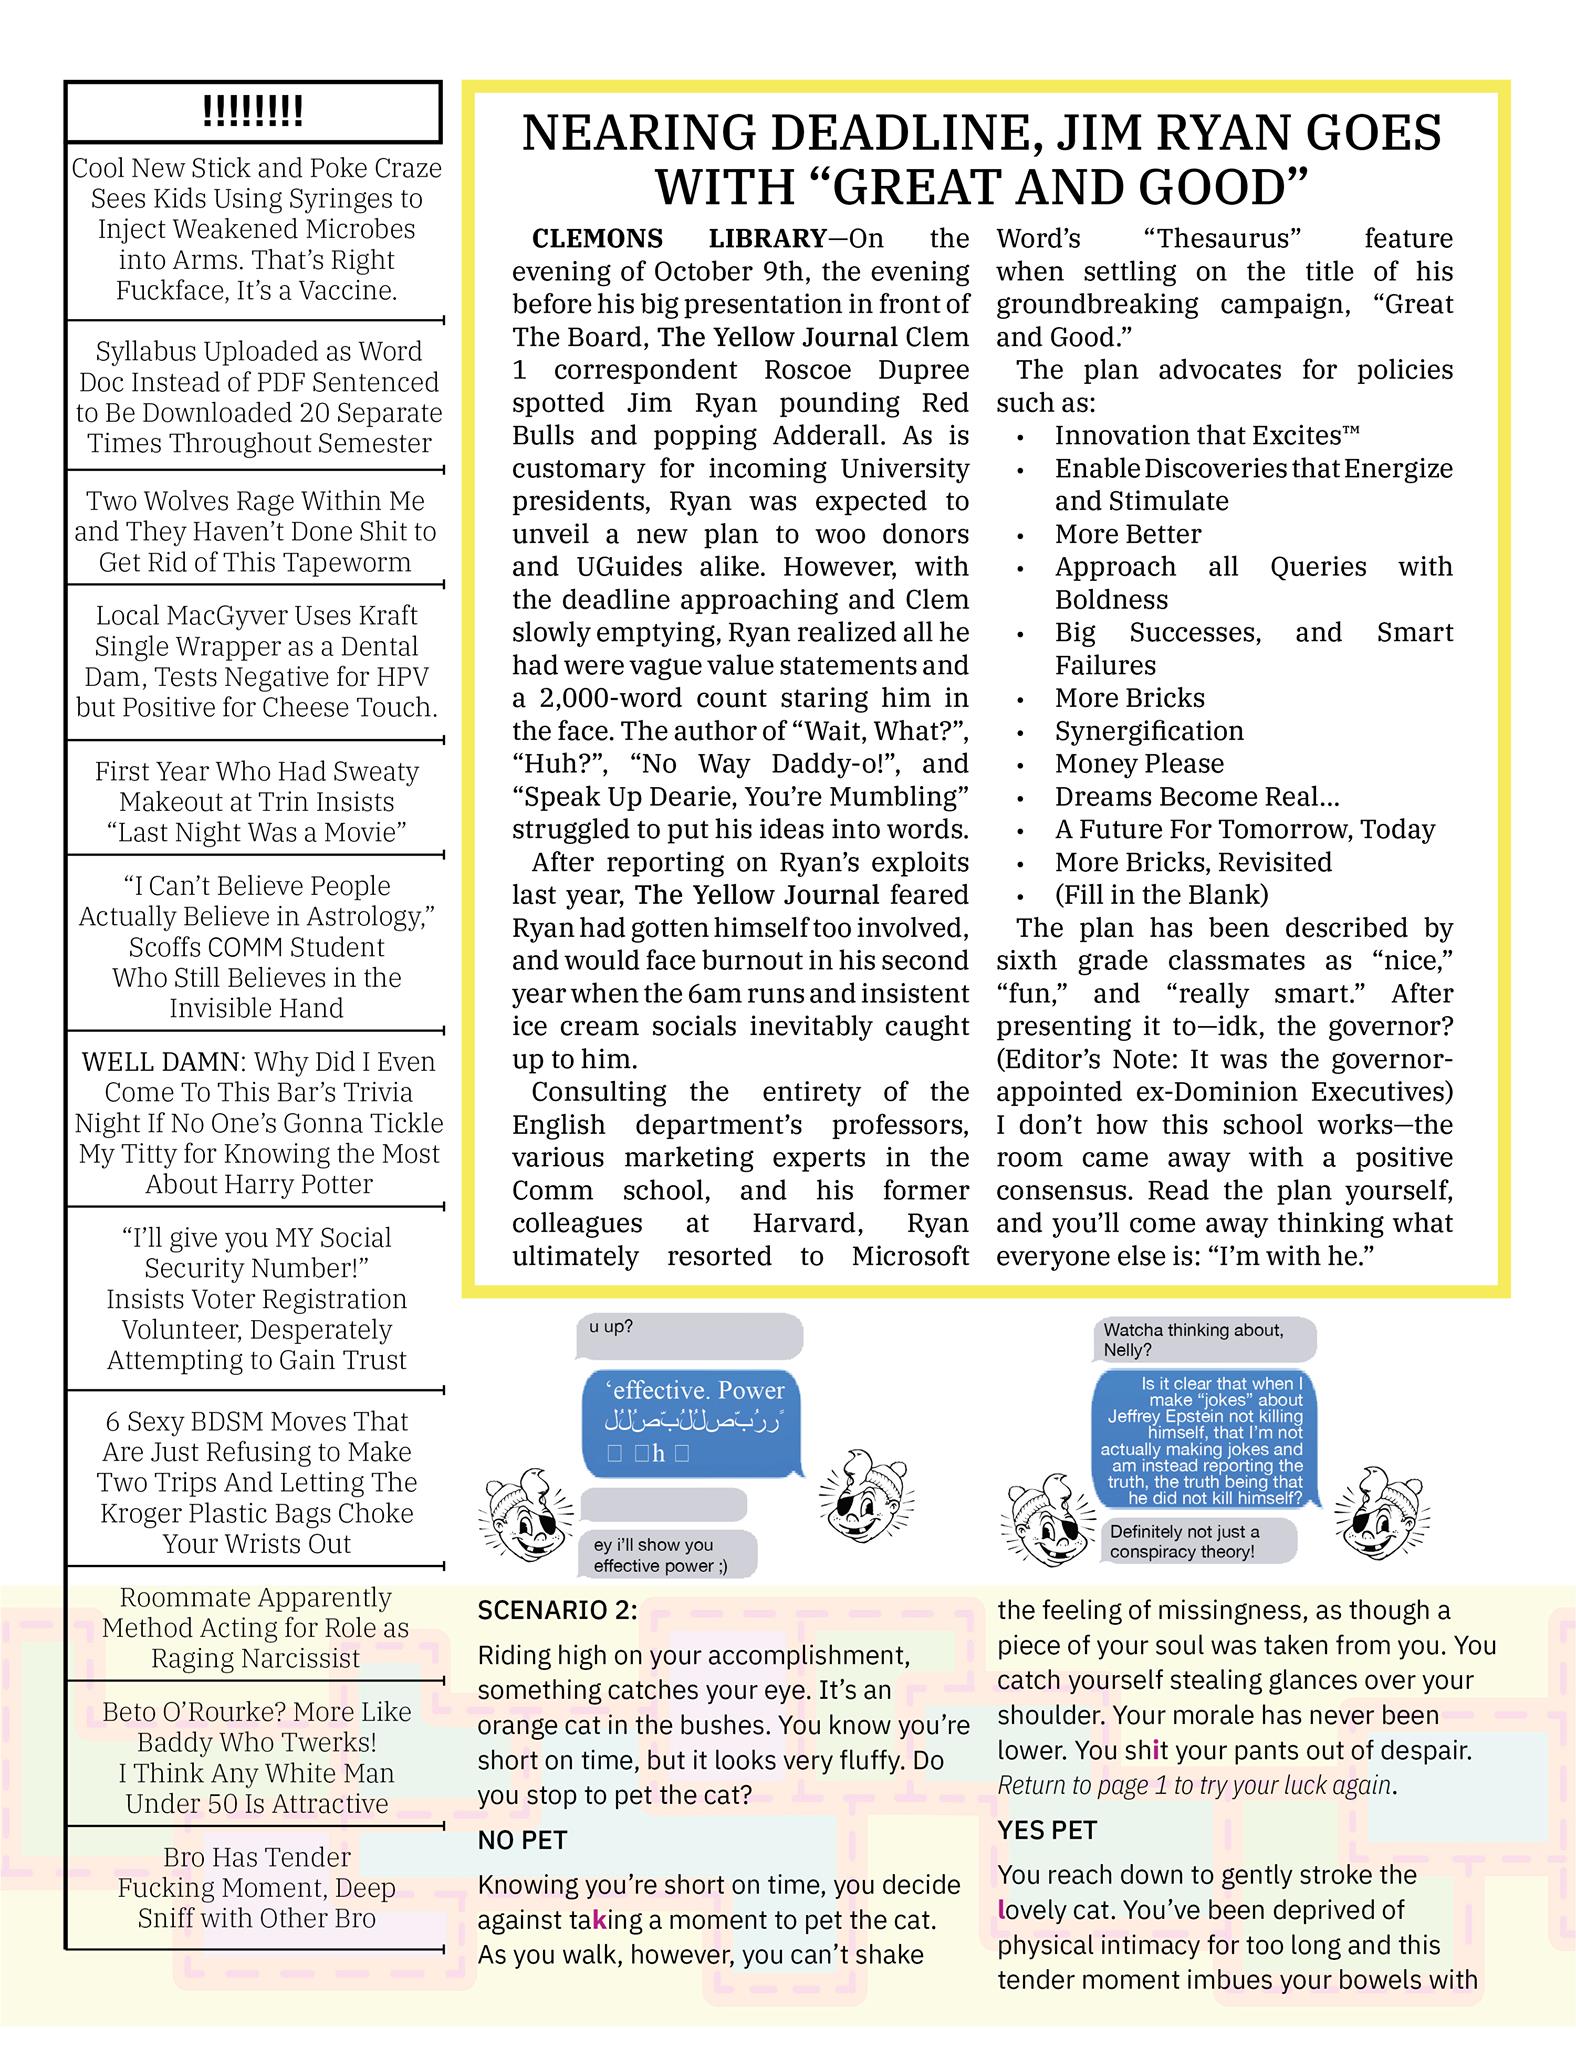 !!!!!!!!
Cool New Stick and Poke Craze
Sees Kids Using Syringes to
Inject Weakened Microbes
into Arms. That’s Right
Fuckface, It’s a Vaccine.
Syllabus Uploaded as Word
Doc Instead of PDF Sentenced
to Be Downloaded 20 Separate
Times Throughout Semester
Two Wolves Rage Within Me
and They Haven’t Done Shit to
Get Rid of This Tapeworm
Local MacGyver Uses Kraft
Single Wrapper as a Dental
Dam, Tests Negative for HPV
but Positive for Cheese Touch.
First Year Who Had Sweaty
Makeout at Trin Insists
“Last Night Was a Movie”
“I Can’t Believe People
Actually Believe in Astrology,”
Scoffs COMM Student
Who Still Believes in the
Invisible Hand
WELL DAMN: Why Did I Even
Come To This Bar’s Trivia
Night If No One’s Gonna Tickle
My Titty for Knowing the Most
About Harry Potter
“I’ll give you MY Social
Security Number!”
Insists Voter Registration
Volunteer, Desperately
Attempting to Gain Trust
6 Sexy BDSM Moves That
Are Just Refusing to Make
Two Trips And Letting The
Kroger Plastic Bags Choke
Your Wrists Out
Roommate Apparently
Method Acting for Role as
Raging Narcissist
Beto O’Rourke? More Like
Baddy Who Twerks!
I Think Any White Man
Under 50 Is Attractive
Bro Has Tender
Fucking Moment, Deep
Sniff with Other Bro
NEARING DEADLINE, JIM RYAN GOES
WITH “GREAT AND GOOD”
CLEMONS LIBRARY—On the
evening of October 9th, the evening
before his big presentation in front of
The Board, The Yellow Journal Clem
1 correspondent Roscoe Dupree
spotted Jim Ryan pounding Red
Bulls and popping Adderall. As is
customary for incoming University
presidents, Ryan was expected to
unveil a new plan to woo donors
and UGuides alike. However, with
the deadline approaching and Clem
slowly emptying, Ryan realized all he
had were vague value statements and
a 2,000-word count staring him in
the face. The author of “Wait, What?”,
“Huh?”, “No Way Daddy-o!”, and
“Speak Up Dearie, You’re Mumbling”
struggled to put his ideas into words.
After reporting on Ryan’s exploits
last year, The Yellow Journal feared
Ryan had gotten himself too involved,
and would face burnout in his second
year when the 6am runs and insistent
ice cream socials inevitably caught
up to him.
Consulting the entirety of the
English department’s professors,
various marketing experts in the
Comm school, and his former
colleagues at Harvard, Ryan
ultimately resorted to Microsoft
Word’s “Thesaurus” feature
when settling on the title of his
groundbreaking campaign, “Great
and Good.”
The plan advocates for policies
such as:
• Innovation that Excites™
• Enable Discoveries that Energize
and Stimulate
• More Better
• Approach all Queries with
Boldness
• Big Successes, and Smart
Failures
• More Bricks
• Synergification
• Money Please
• Dreams Become Real...
• A Future For Tomorrow, Today
• More Bricks, Revisited
• (Fill in the Blank)
The plan has been described by
sixth grade classmates as “nice,”
“fun,” and “really smart.” After
presenting it to—idk, the governor?
(Editor’s Note: It was the governor-
appointed ex-Dominion Executives)
I don’t how this school works—the
room came away with a positive
consensus. Read the plan yourself,
and you’ll come away thinking what
everyone else is: “I’m with he.”
u up?
‘effective. Power
h
ey i’ll show you
effective power ;)
Watcha thinking about,
Nelly?
Is it clear that when I
make “jokes” about
Jeffrey Epstein not killing
himself, that I’m not
actually making jokes and
am instead reporting the
truth, the truth being that
he did not kill himself?
Definitely not just a
conspiracy theory!
SCENARIO 2:
Riding high on your accomplishment,
something catches your eye. It’s an
orange cat in the bushes. You know you’re
short on time, but it looks very fluffy. Do
you stop to pet the cat?
NO PET
Knowing you’re short on time, you decide
against taking a moment to pet the cat.
As you walk, however, you can’t shake
the feeling of missingness, as though a
piece of your soul was taken from you. You
catch yourself stealing glances over your
shoulder. Your morale has never been
lower. You shit your pants out of despair.
Return to page 1 to try your luck again.
YES PET
You reach down to gently stroke the
lovely cat. You’ve been deprived of
physical intimacy for too long and this
tender moment imbues your bowels with